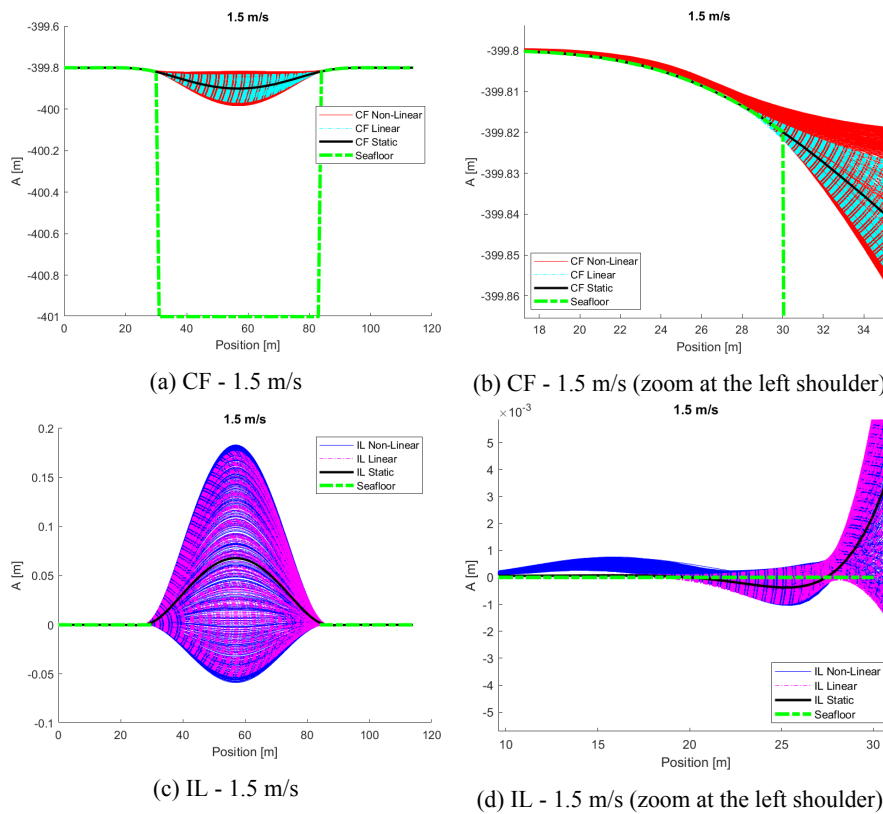 1.5 m/s
-399.6
-399.8
-400
-400.2
-400.4
-400.6
-400.8
-401
A [m]
0 20 40 60 80 100 120
Position [m]
CF Non-Linear
CF Linear
CF Static
Seafloor
(a) CF - 1.5 m/s
1.5 m/s
-399.8
-399.81
-399.82
-399.83
-399.84
-399.85
-399.86
A [m]
18 20 22 24 26 28 30 32 34
Position [m]
CF Non-Linear
CF Linear
CF Static
Seafloor
(b) CF - 1.5 m/s (zoom at the left shoulder)
1.5 m/s
0.2
0.15
0.1
0.05
0
-0.05
-0.1
A [m]
0 20 40 60 80 100 120
Position [m]
IL Non-Linear
IL Linear
IL Static
Seafloor
(c) IL - 1.5 m/s
1.5 m/s
×10⁻³
5
4
3
2
1
0
-1
-2
-3
-4
-5
A [m]
10 15 20 25 30
Position [m]
IL Non-Linear
IL Linear
IL Static
Seafloor
(d) IL - 1.5 m/s (zoom at the left shoulder)